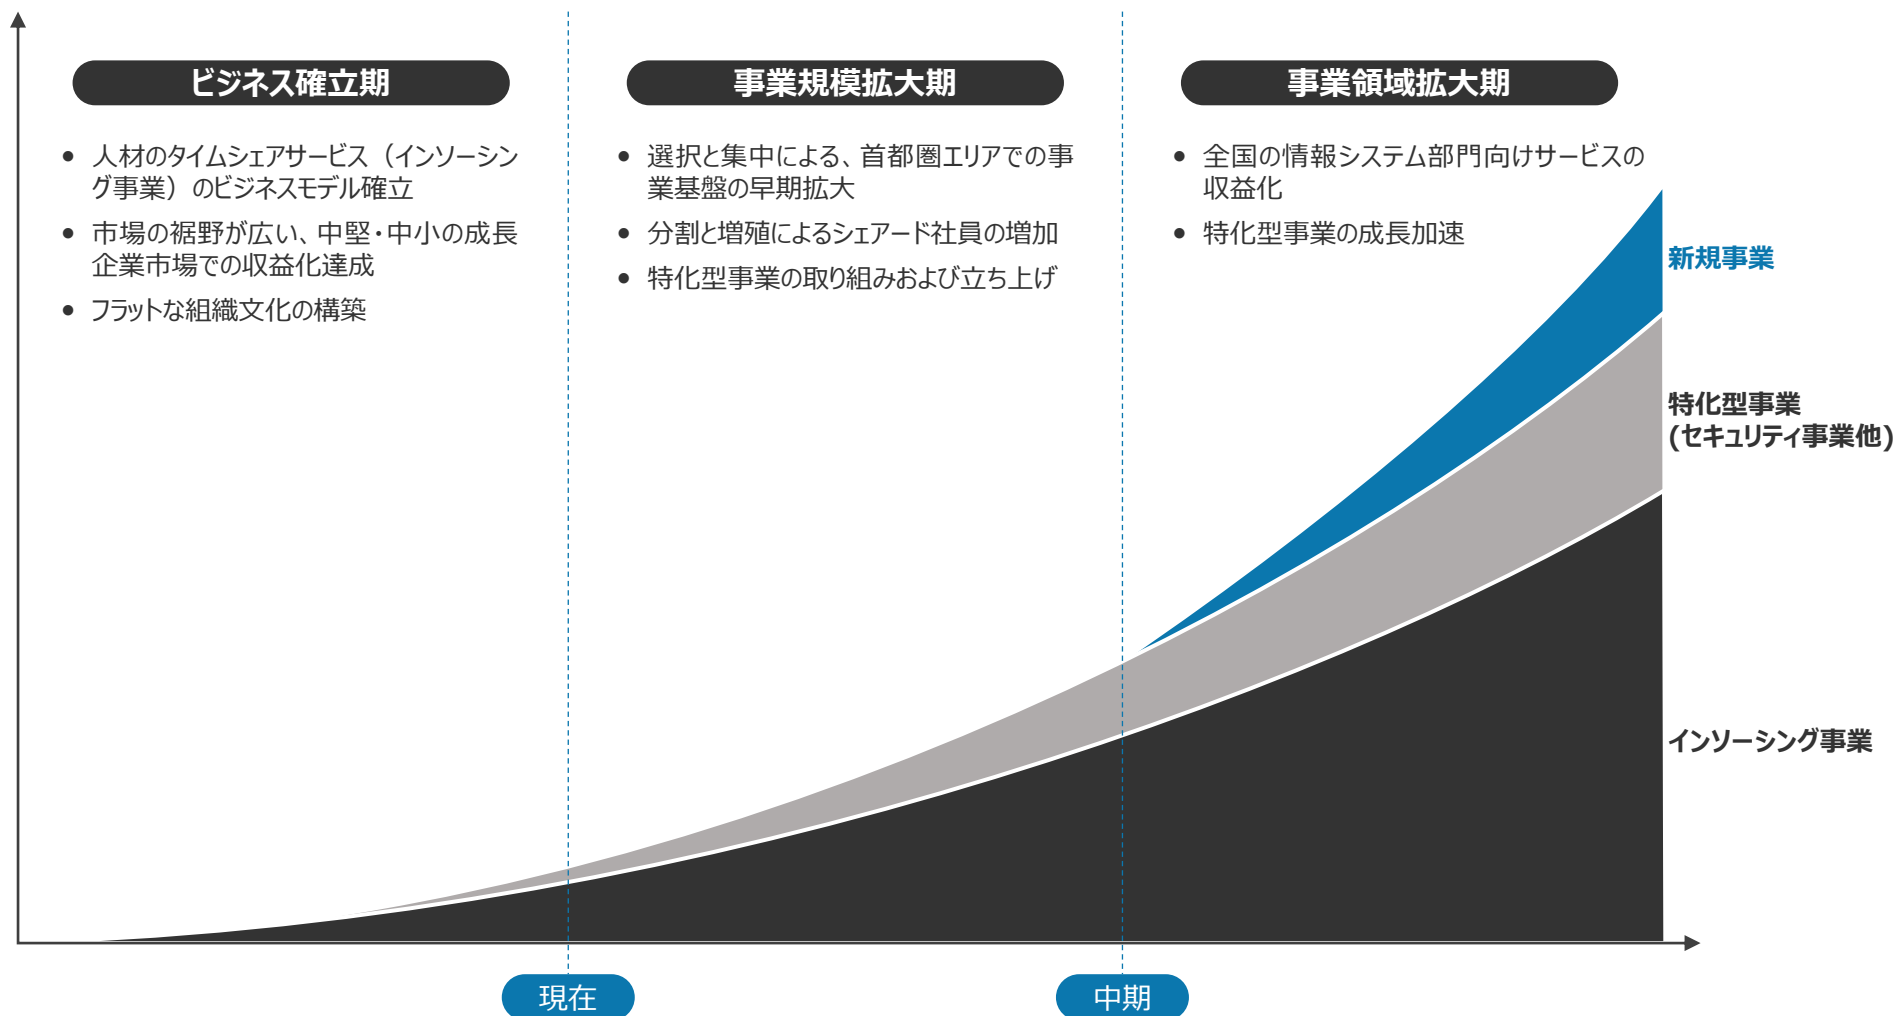 ビジネス確立期
• 人材のタイムシェアサービス（インソーシン
グ事業）のビジネスモデル確立
• 市場の裾野が広い、中堅・中小の成長
企業市場での収益化達成
• フラットな組織文化の構築
事業規模拡大期
• 選択と集中による、首都圏エリアでの事
業基盤の早期拡大
• 分割と増殖によるシェアード社員の増加
• 特化型事業の取り組みおよび立ち上げ
事業領域拡大期
• 全国の情報システム部門向けサービスの
収益化
• 特化型事業の成長加速
新規事業
特化型事業
(セキュリティ事業他)
インソーシング事業
現在
中期